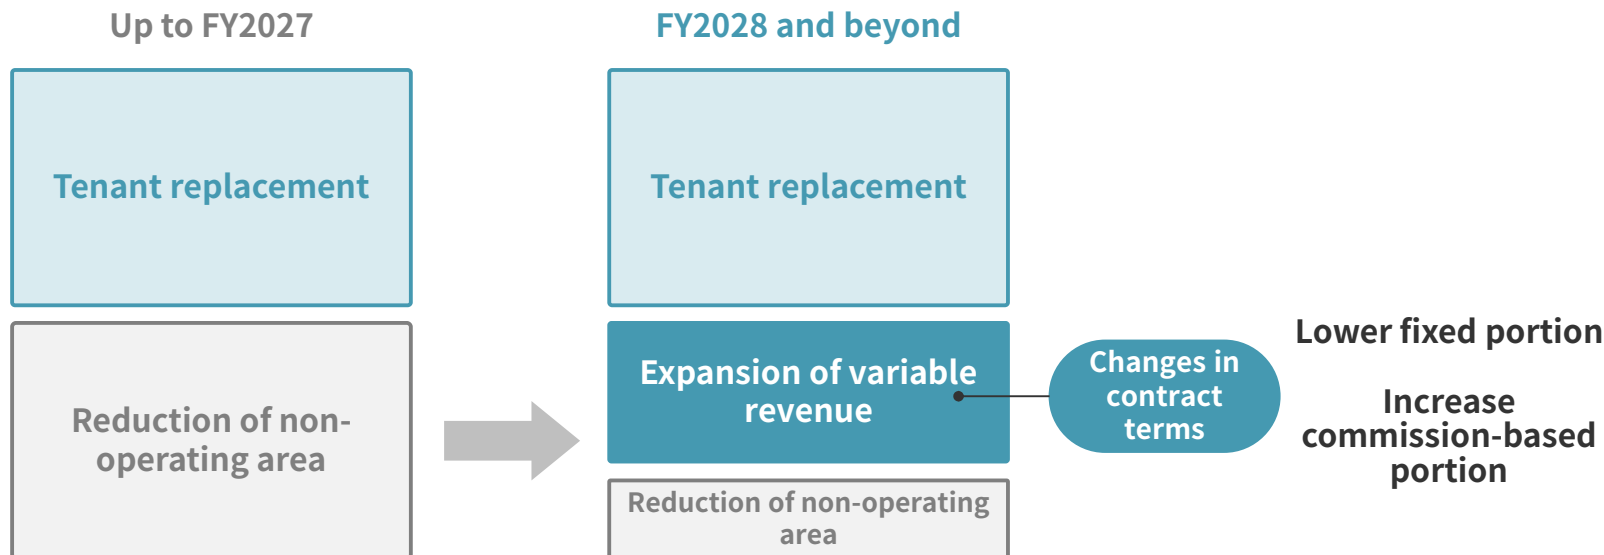 Up to FY2027
FY2028 and beyond
Tenant replacement
Reduction of non-
operating area
Tenant replacement
Expansion of variable
revenue
Reduction of non-operating
area
Changes in
contract
terms
Lower fixed portion
Increase
commission-based
portion